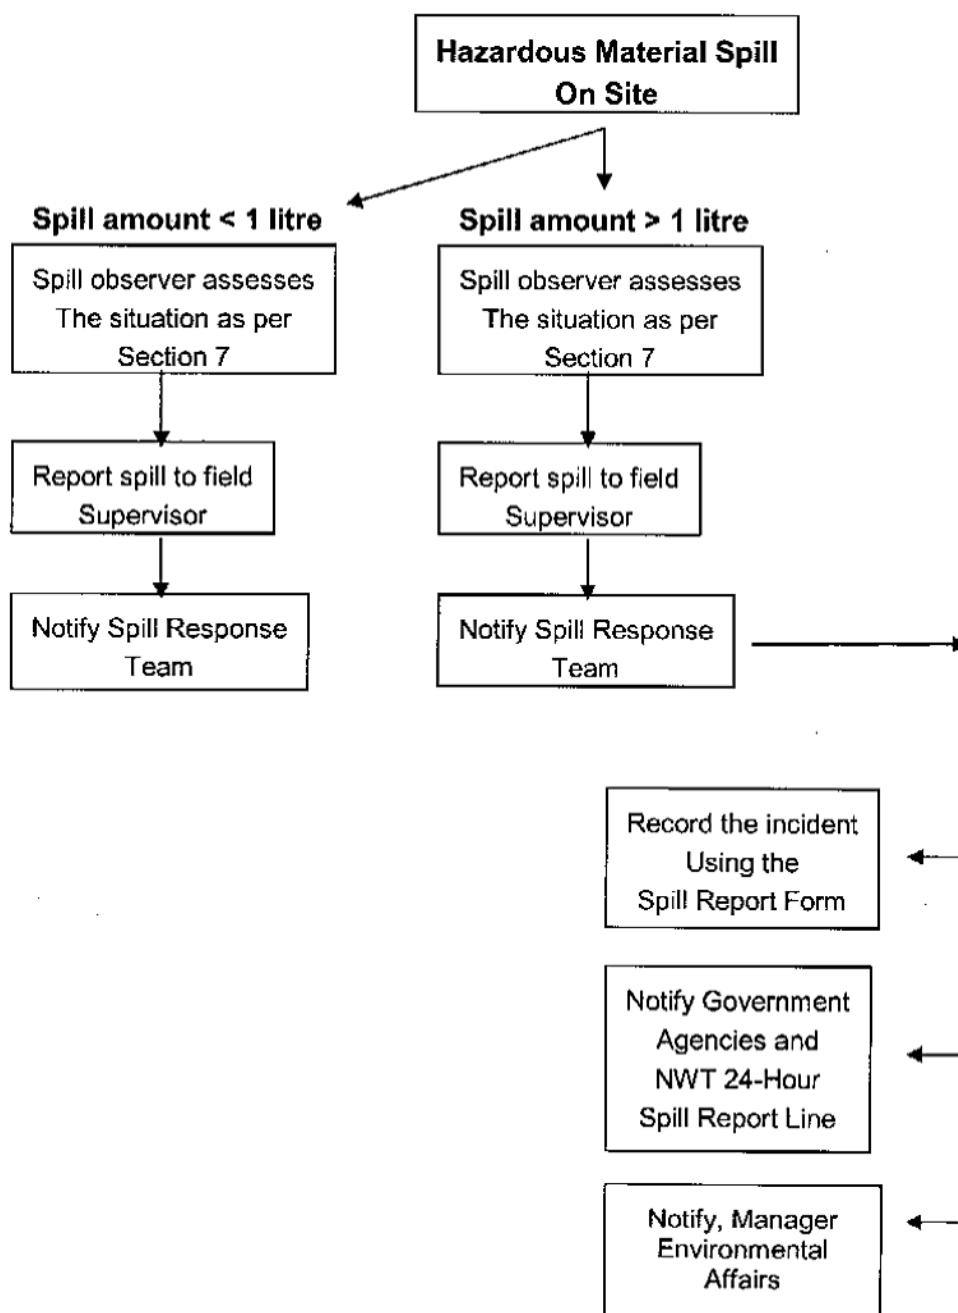 Hazardous Material Spill
On Site
Spill amount < 1 litre
Spill observer assesses
The situation as per
Section 7
Report spill to field
Supervisor
Notify Spill Response
Team
Spill amount > 1 litre
Spill observer assesses
The situation as per
Section 7
Report spill to field
Supervisor
Notify Spill Response
Team
Record the incident
Using the
Spill Report Form
Notify Government
Agencies and
NWT 24-Hour
Spill Report Line
Notify, Manager
Environmental
Affairs